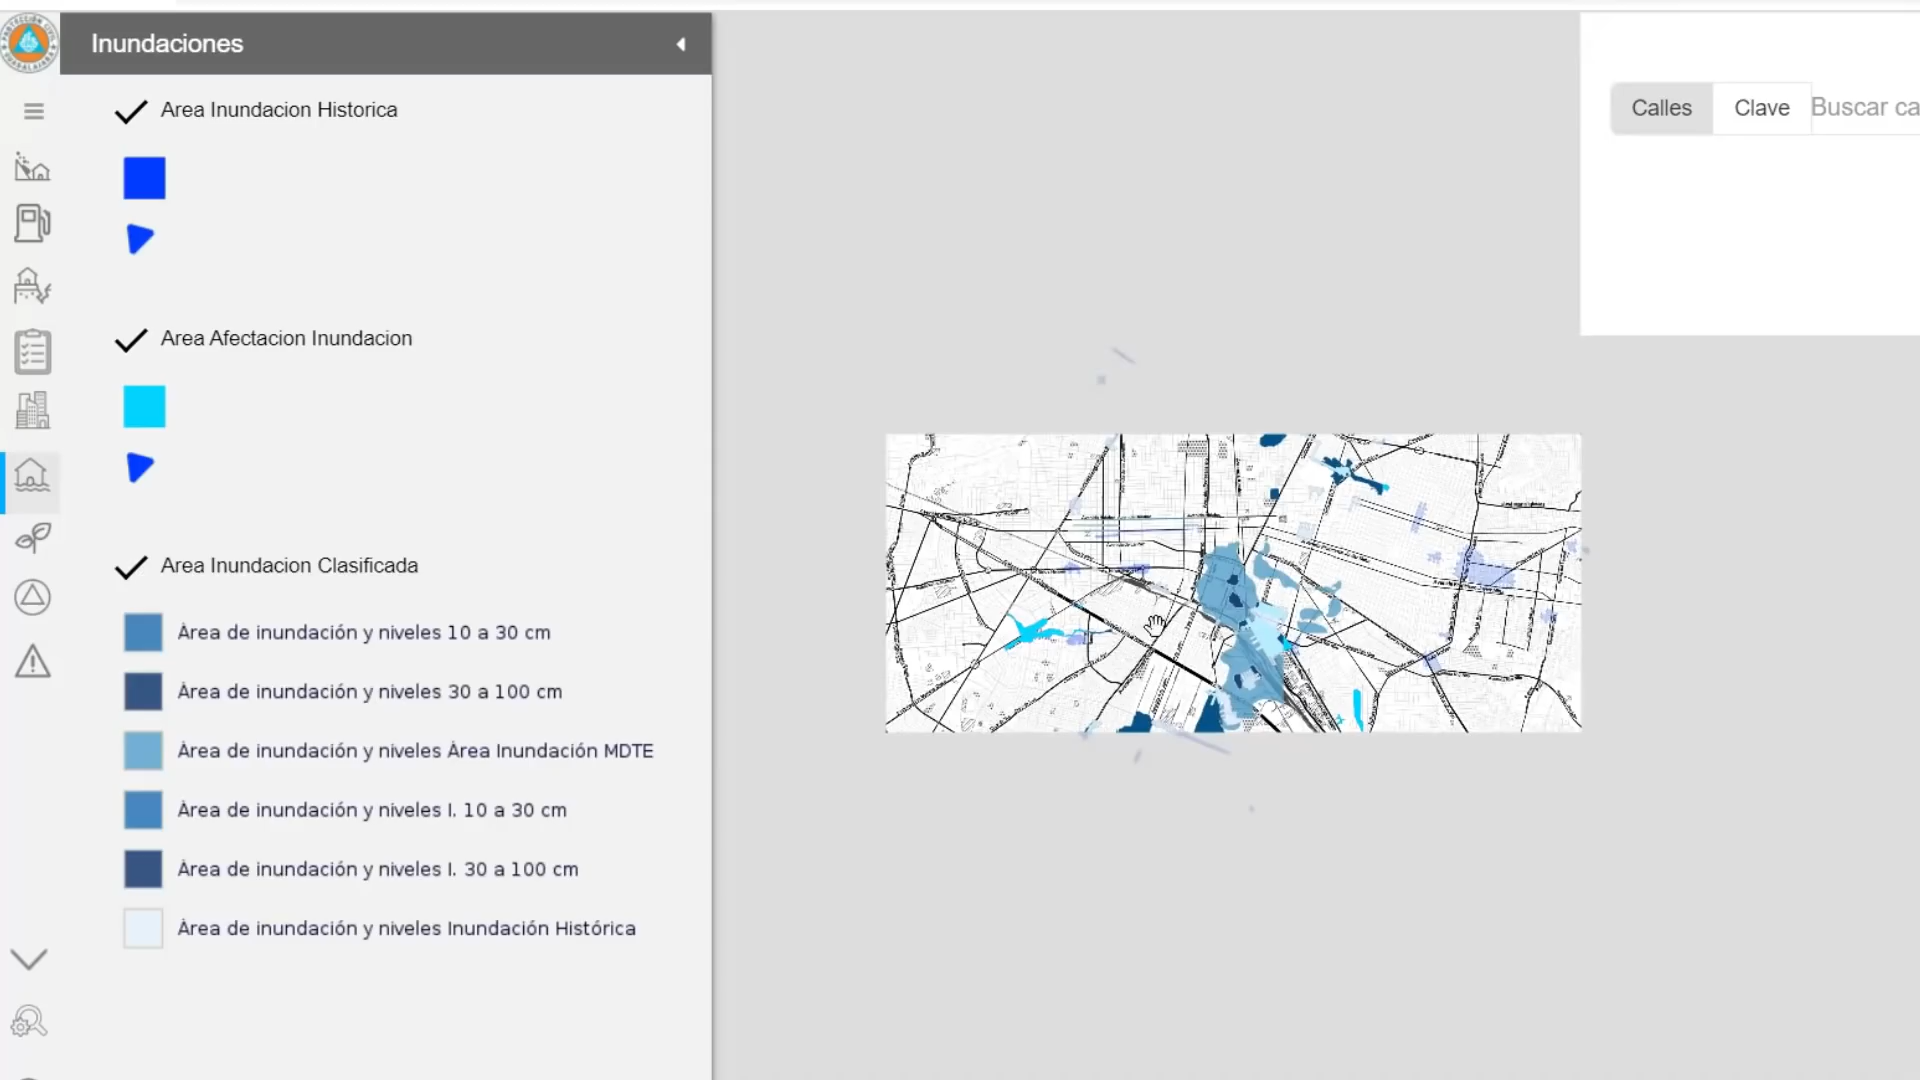 Inundaciones
Area Inundacion Historica
Area Afectacion Inundacion
Area Inundacion Clasificada
Área de inundación y niveles 10 a 30 cm
Área de inundación y niveles 30 a 100 cm
Área de inundación y niveles Área Inundación MDTE
Área de inundación y niveles I. 10 a 30 cm
Área de inundación y niveles I. 30 a 100 cm
Área de inundación y niveles Inundación Histórica
Calles Clave Buscar ca